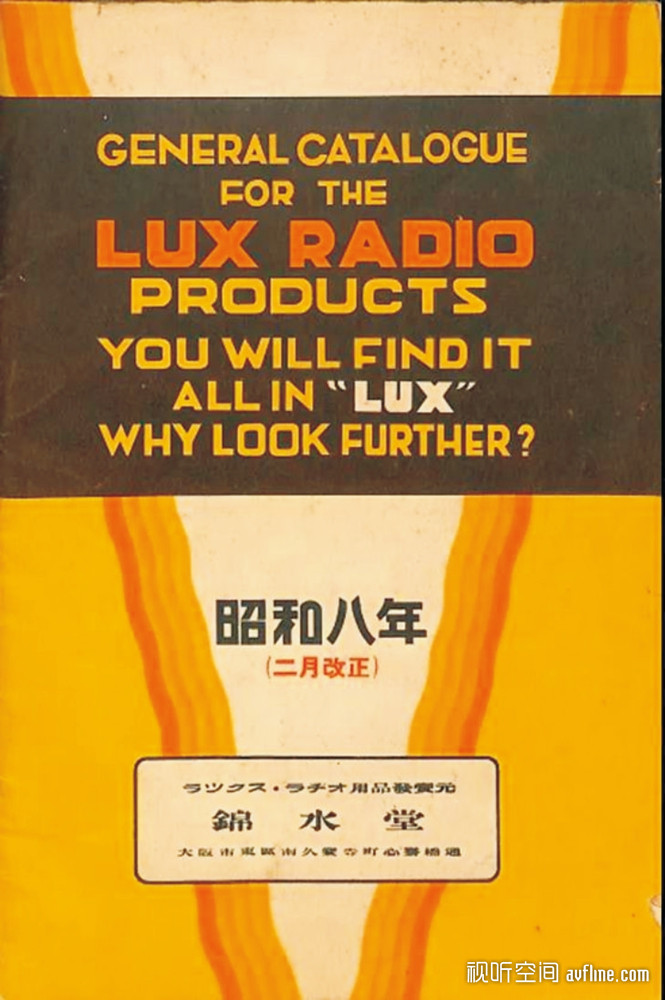 GENERAL CATALOGUE
FOR THE
LUX RADIO
PRODUCTS
YOU WILL FIND IT
ALL IN "LUX"
WHY LOOK FURTHER?
昭和八年
(二月改正)
ラツクス・ラヂオ用品發賣元
錦水堂
大阪市東區南久寶寺町心齋橋通
视听空间 avfline.com